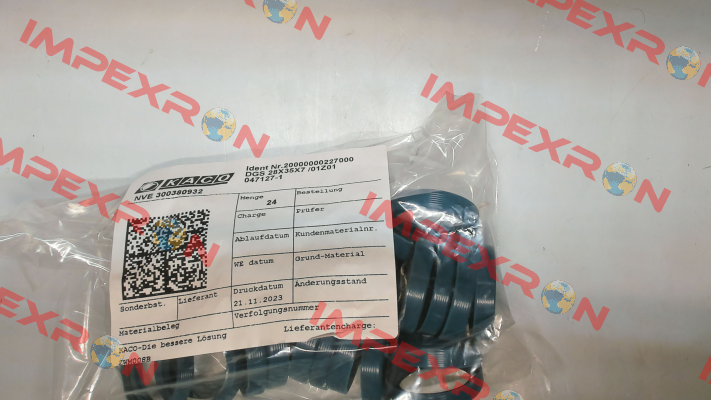 IMPEXRON
IMPEXRON
IMPEXRON
IMPEXRON
IMPEXRON
KACO
NVE 300380932
Ident Nr.20000000227000
DGS 28X35X7 /01Z01
047127-1
Menge
24
Bestellung
Charge
Prüfer
Ablaufdatum
Kundenmaterialnr.
WE datum
Grund-Material
Sonderbst.
Lieferant
Druckdatum
21.11.2023
Änderungsstand
Materialbeleg
Verfolgungsnummer
KACO-Die bessere Lösung
Lieferantencharge: